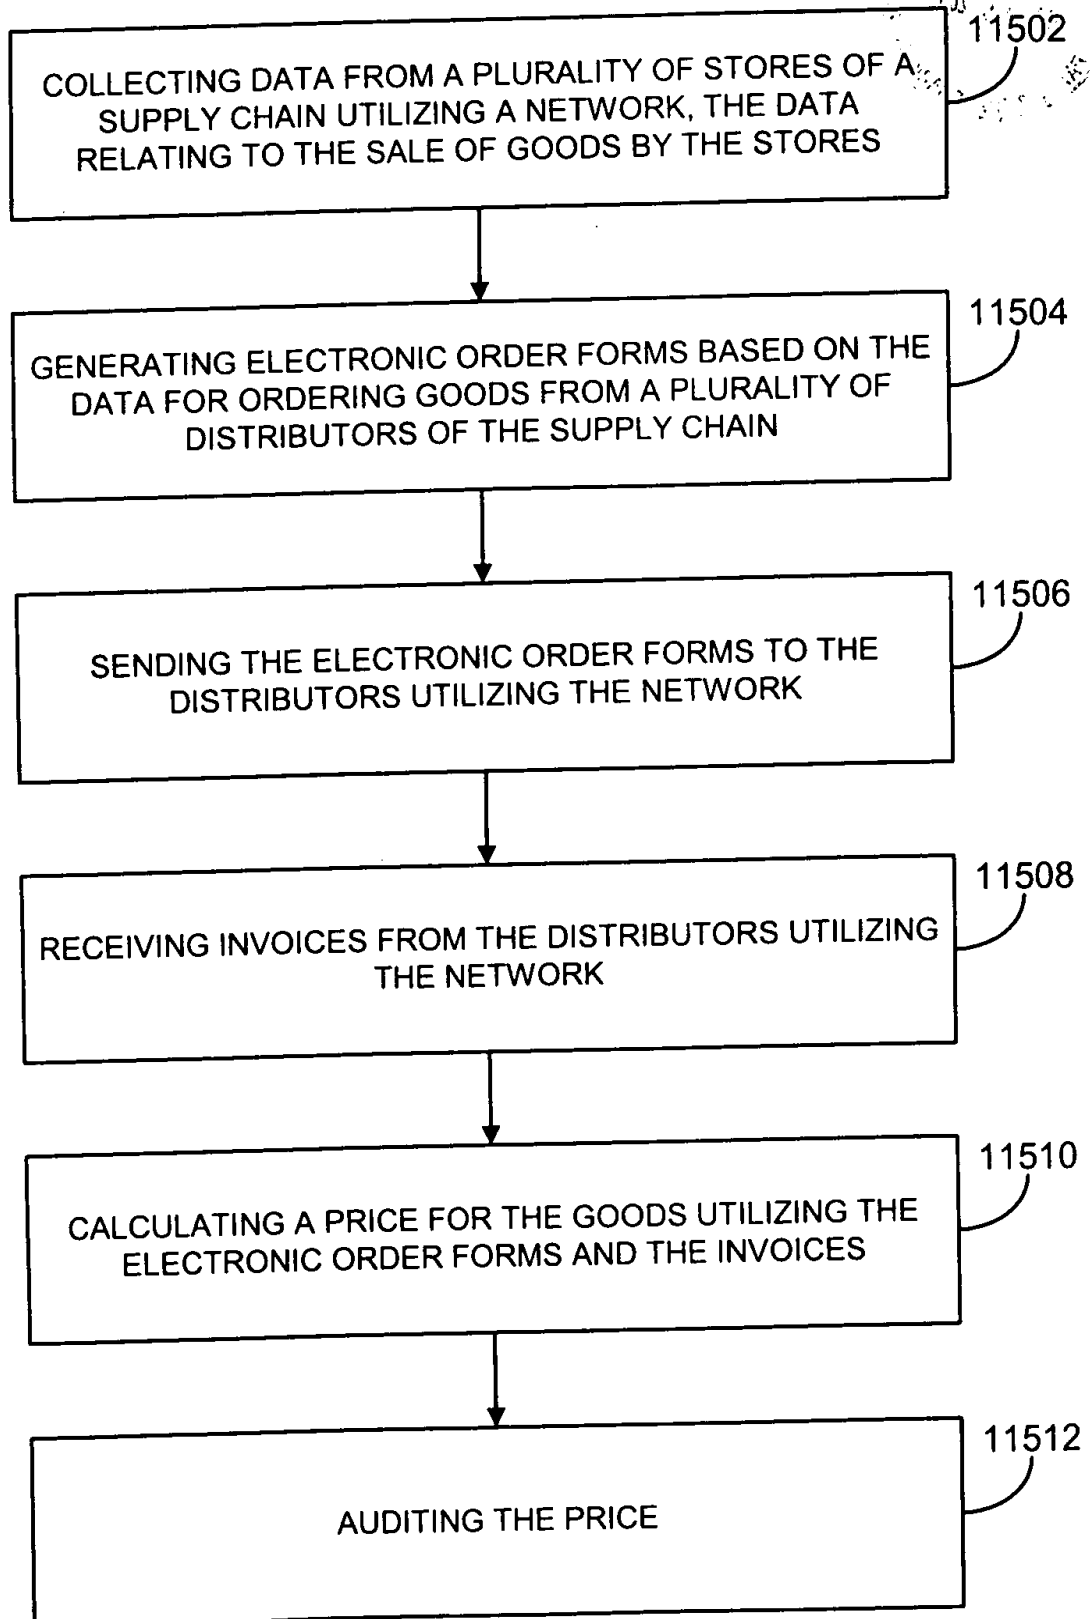 11502
COLLECTING DATA FROM A PLURALITY OF STORES OF A
SUPPLY CHAIN UTILIZING A NETWORK, THE DATA
RELATING TO THE SALE OF GOODS BY THE STORES
11504
GENERATING ELECTRONIC ORDER FORMS BASED ON THE
DATA FOR ORDERING GOODS FROM A PLURALITY OF
DISTRIBUTORS OF THE SUPPLY CHAIN
11506
SENDING THE ELECTRONIC ORDER FORMS TO THE
DISTRIBUTORS UTILIZING THE NETWORK
11508
RECEIVING INVOICES FROM THE DISTRIBUTORS UTILIZING
THE NETWORK
11510
CALCULATING A PRICE FOR THE GOODS UTILIZING THE
ELECTRONIC ORDER FORMS AND THE INVOICES
11512
AUDITING THE PRICE